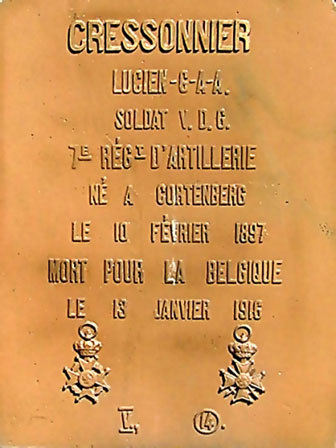 CRESSONNIER
LUCIEN-G-A-A.
SOLDAT V. D. G.
7E RÉGT D'ARTILLERIE
NÉ A CORTENBERG
LE 10 FÉVRIER 1897
MORT POUR LA BELGIQUE
LE 13 JANVIER 1916
V, 14.